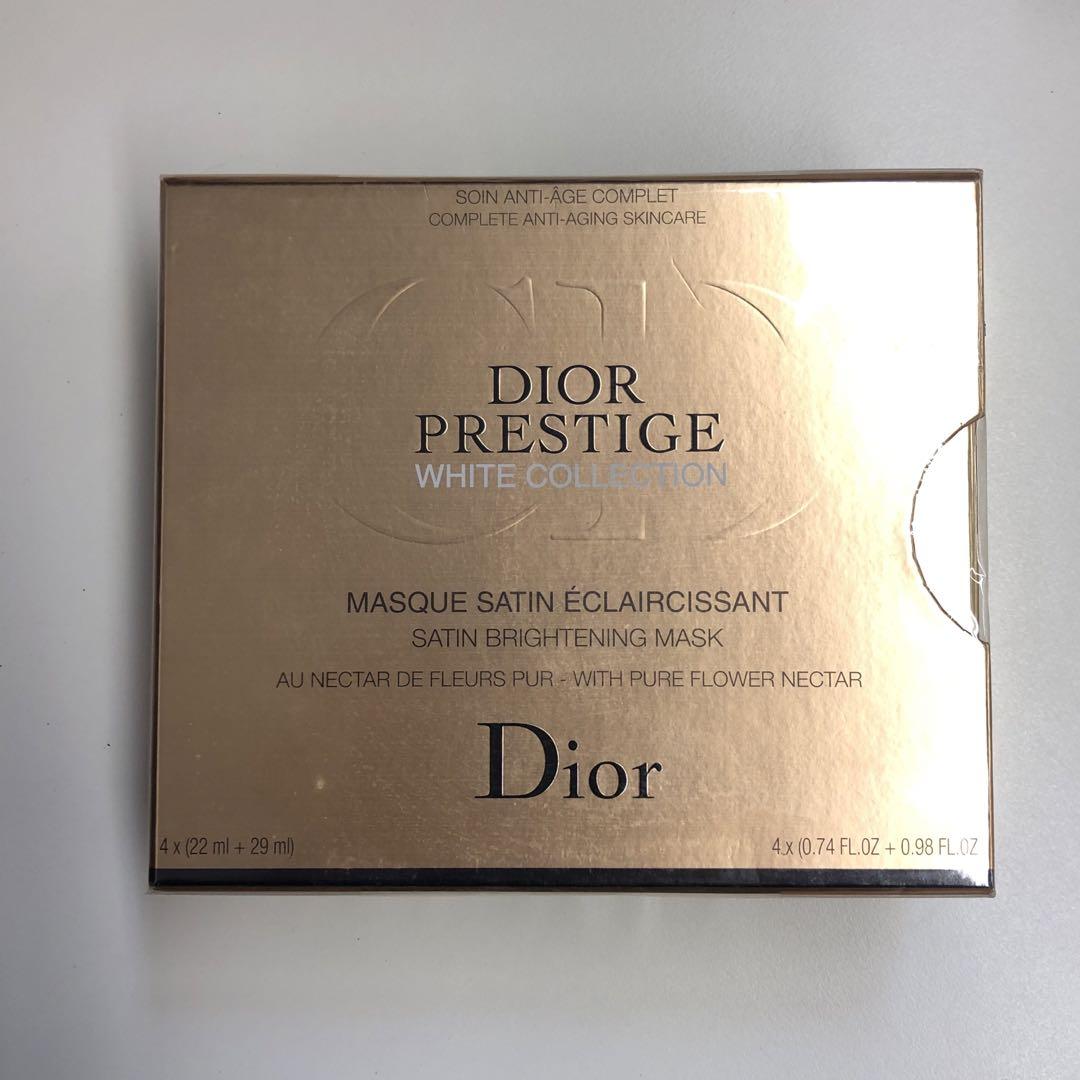 SOIN ANTI-ÂGE COMPLET
COMPLETE ANTI-AGING SKINCARE
CD
DIOR
PRESTIGE
WHITE COLLECTION
MASQUE SATIN ÉCLAIRCISSANT
SATIN BRIGHTENING MASK
AU NECTAR DE FLEURS PUR - WITH PURE FLOWER NECTAR
Dior
4 x (22 ml + 29 ml)
4 x (0.74 FL.OZ + 0.98 FL.OZ